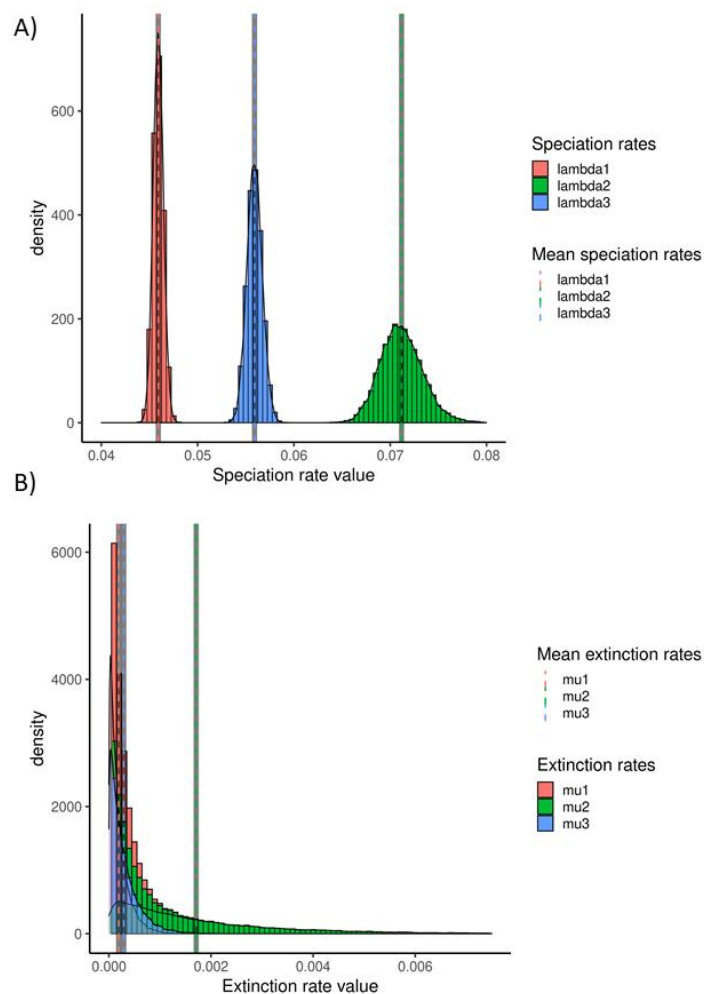 A)
600
400
200
0
density
0.04
0.05
0.06
0.07
0.08
Speciation rate value
Speciation rates
lambda1
lambda2
lambda3
Mean speciation rates
lambda1
lambda2
lambda3
B)
6000
4000
2000
0
density
0.000
0.002
0.004
0.006
Extinction rate value
Mean extinction rates
mu1
mu2
mu3
Extinction rates
mu1
mu2
mu3